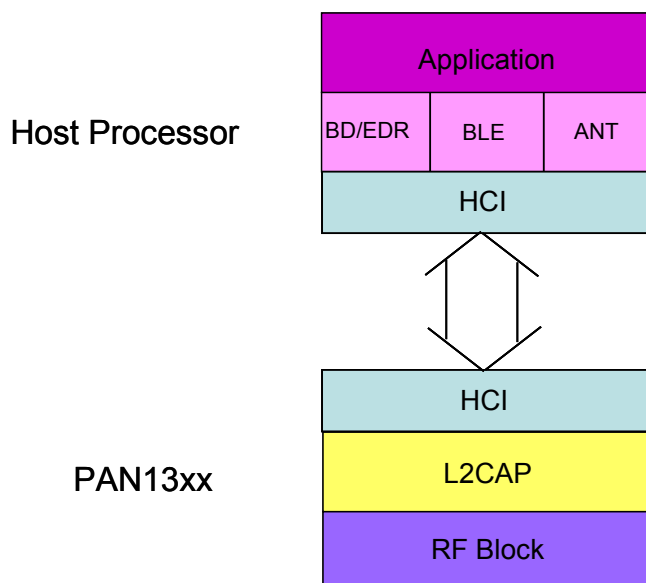 Application
Host Processor
BD/EDR BLE ANT
HCI
HCI
L2CAP
PAN13xx
RF Block